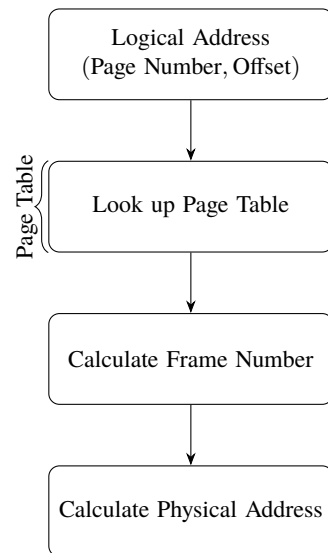 Logical Address
(Page Number, Offset)
Page Table
Look up Page Table
Calculate Frame Number
Calculate Physical Address